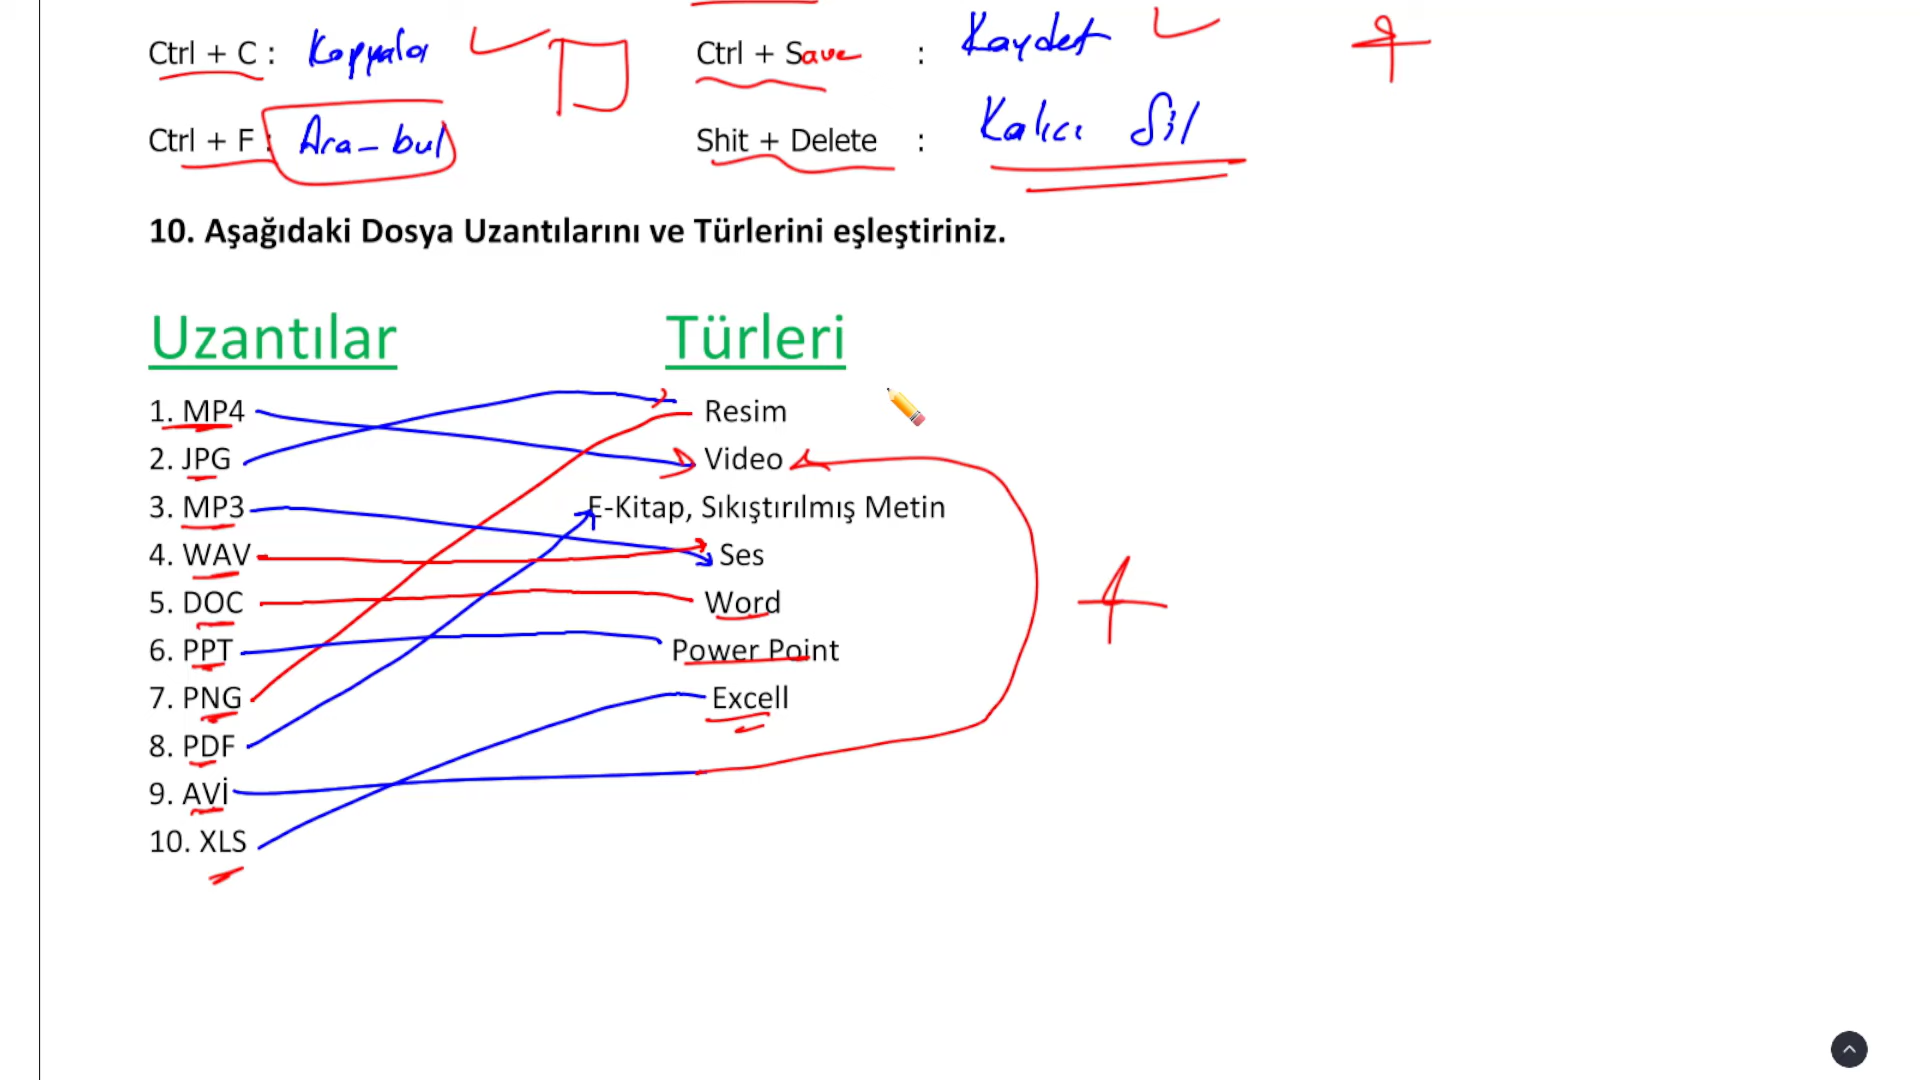 Ctrl + C : Kopyalar Ctrl + Save : Kaydet
Ctrl + F : Ara-bul Shit + Delete : Kalıcı Sil
10. Aşağıdaki Dosya Uzantılarını ve Türlerini eşleştiriniz.
Uzantılar Türleri
1. MP4 Resim
2. JPG Video
3. MP3 E-Kitap, Sıkıştırılmış Metin
4. WAV Ses
5. DOC Word
6. PPT Power Point
7. PNG Excell
8. PDF
9. AVİ
10. XLS